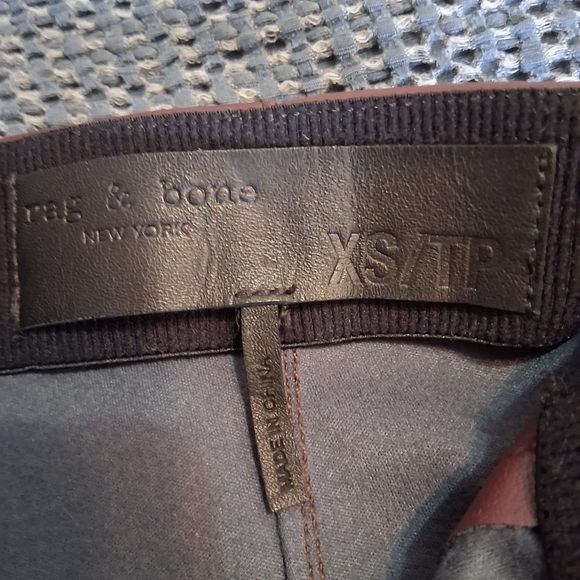 rag & bone
NEW YORK
XS/TP
MADE IN CHINA